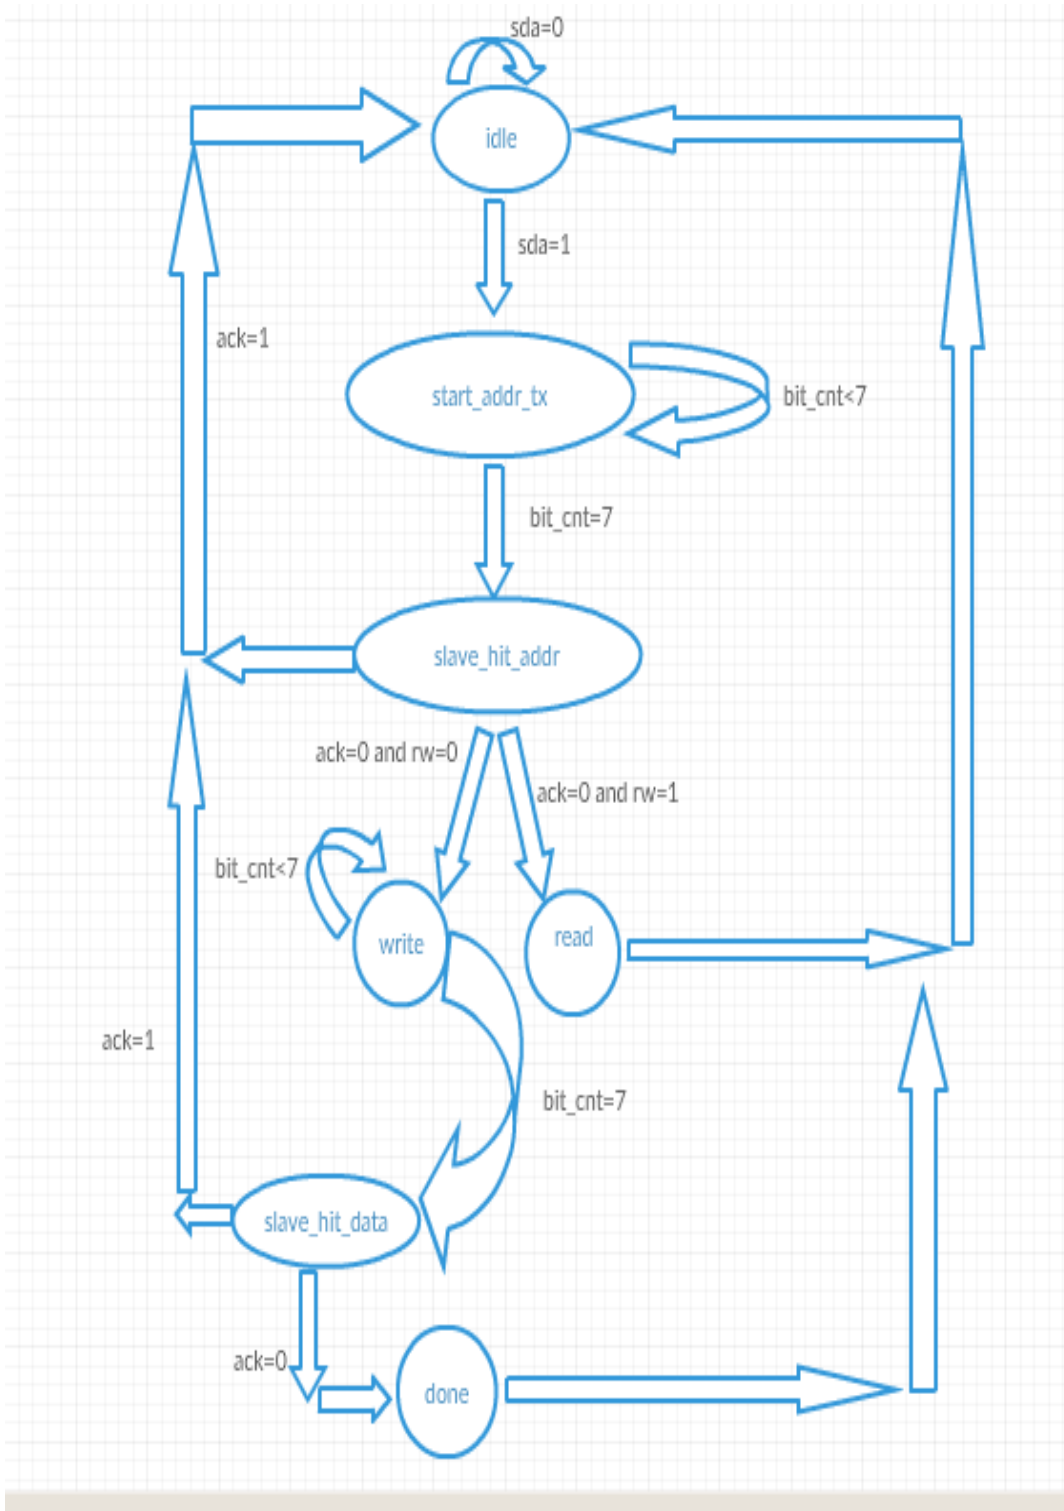 sda=0
idle
sda=1
ack=1
start_addr_tx
bit_cnt<7
bit_cnt=7
slave_hit_addr
ack=0 and rw=0
ack=0 and rw=1
bit_cnt<7
write
read
ack=1
bit_cnt=7
slave_hit_data
ack=0
done